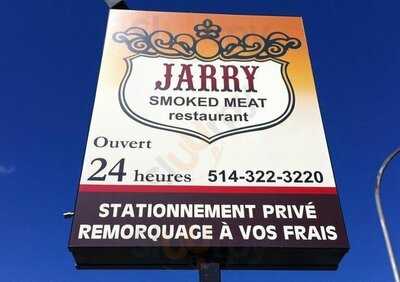 JARRY
SMOKED MEAT
restaurant
Ouvert
24 heures 514-322-3220
STATIONNEMENT PRIVÉ
REMORQUAGE À VOS FRAIS